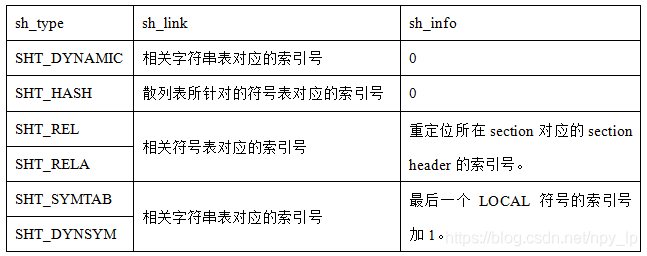 sh_type sh_link sh_info
SHT_DYNAMIC 相关字符串表对应的索引号 0
SHT_HASH 散列表所针对的符号表对应的索引号 0
SHT_REL
SHT_RELA
相关符号表对应的索引号
重定位所在 section 对应的 section
header 的索引号。
SHT_SYMTAB
SHT_DYNSYM
相关字符串表对应的索引号
最后一个 LOCAL 符号的索引号
加 1。
https://blog.csdn.net/npy_lp